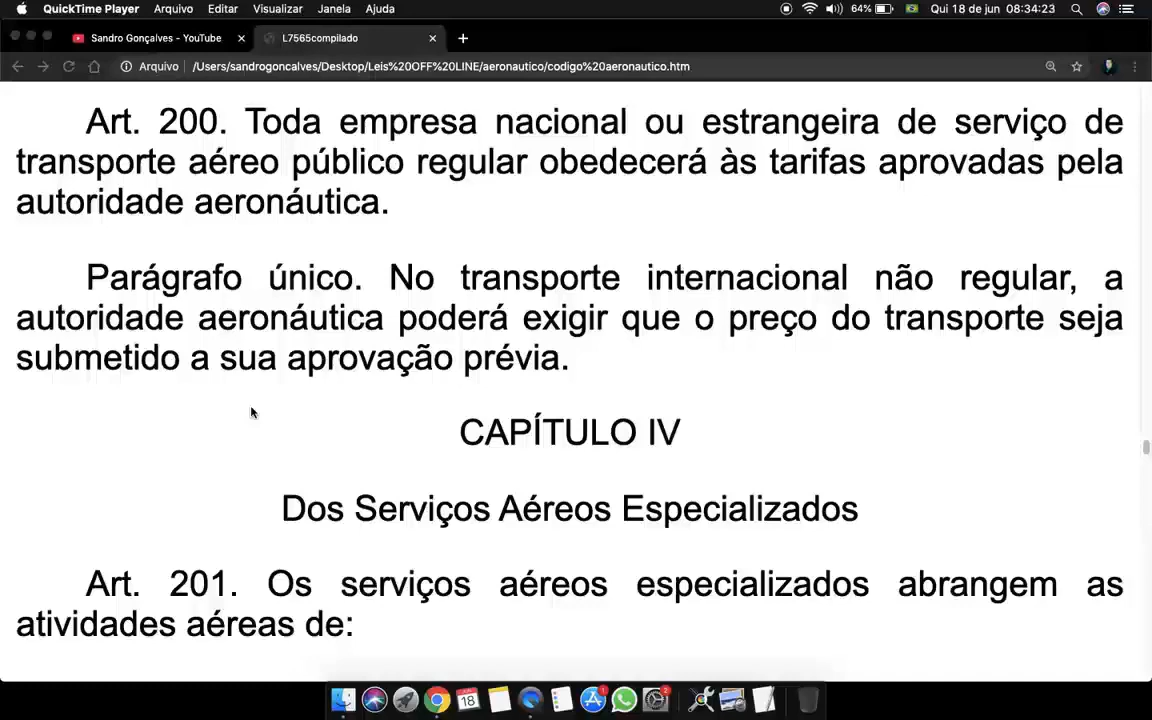 QuickTime Player Arquivo Editar Visualizar Janela Ajuda 64% Qui 18 de jun 08:34:23
Sandro Gonçalves - YouTube L7565compilado
Arquivo /Users/sandrogoncalves/Desktop/Leis%20OFF%20LINE/aeronautico/codigo%20aeronautico.htm
Art. 200. Toda empresa nacional ou estrangeira de serviço de
transporte aéreo público regular obedecerá às tarifas aprovadas pela
autoridade aeronáutica.
Parágrafo único. No transporte internacional não regular, a
autoridade aeronáutica poderá exigir que o preço do transporte seja
submetido a sua aprovação prévia.
CAPÍTULO IV
Dos Serviços Aéreos Especializados
Art. 201. Os serviços aéreos especializados abrangem as
atividades aéreas de:
18 1 2